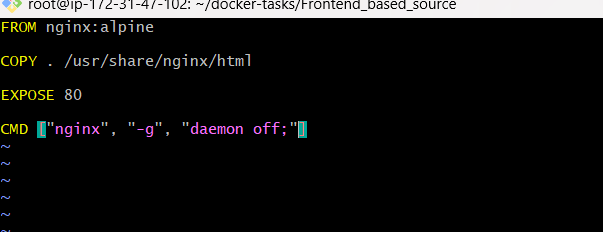 root@ip-172-31-47-102: ~/docker-tasks/Frontend_based_source
FROM nginx:alpine
COPY . /usr/share/nginx/html
EXPOSE 80
CMD ["nginx", "-g", "daemon off;"]
~
~
~
~
~
~